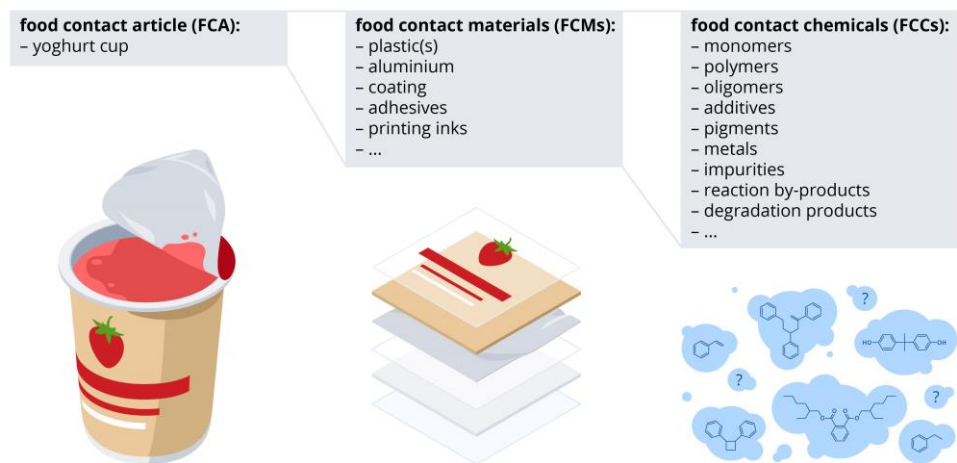 food contact article (FCA):
– yoghurt cup
food contact materials (FCMs):
– plastic(s)
– aluminium
– coating
– adhesives
– printing inks
– ...
food contact chemicals (FCCs):
– monomers
– polymers
– oligomers
– additives
– pigments
– metals
– impurities
– reaction by-products
– degradation products
– ...
?
HO
OH
?
?
O
O
O
O